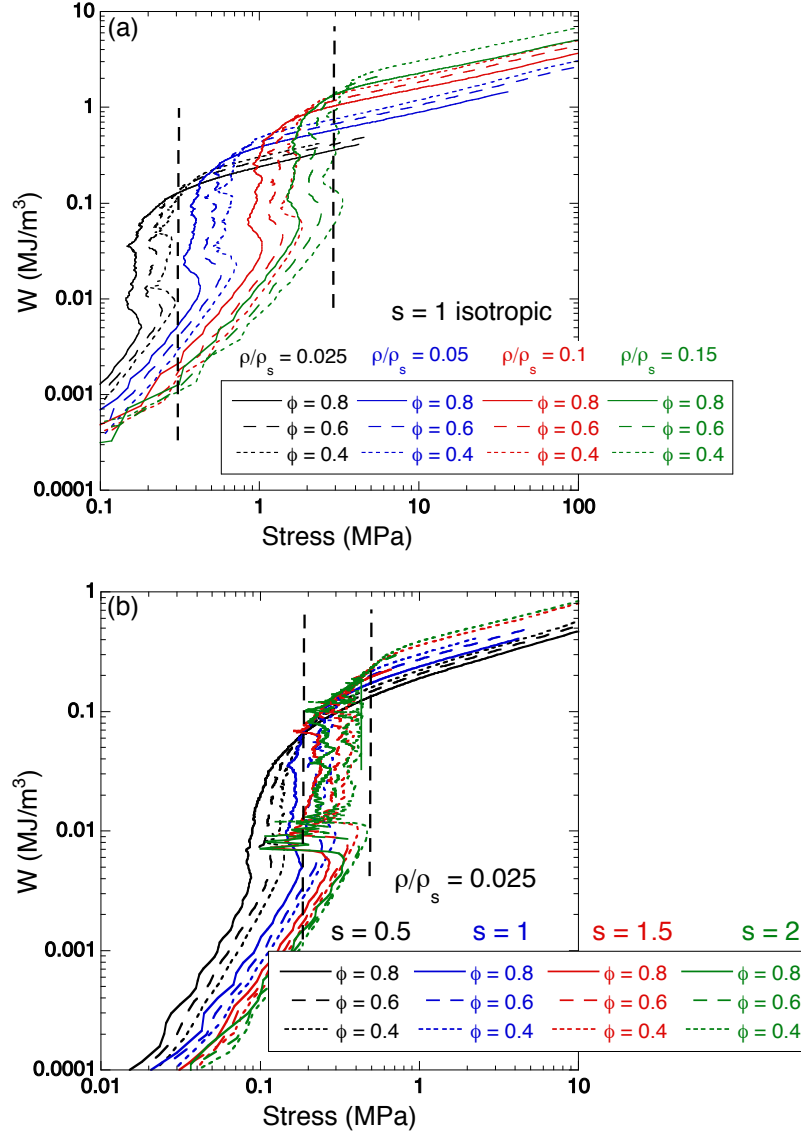 (a)
10
1
0.1
0.01
0.001
0.0001
W (MJ/m³)
s = 1 isotropic
ρ/ρs = 0.025 ρ/ρs = 0.05 ρ/ρs = 0.1 ρ/ρs = 0.15
ϕ = 0.8 ϕ = 0.8 ϕ = 0.8 ϕ = 0.8
ϕ = 0.6 ϕ = 0.6 ϕ = 0.6 ϕ = 0.6
ϕ = 0.4 ϕ = 0.4 ϕ = 0.4 ϕ = 0.4
0.1 1 10 100
Stress (MPa)
(b)
1
0.1
0.01
0.001
0.0001
W (MJ/m³)
ρ/ρs = 0.025
s = 0.5 s = 1 s = 1.5 s = 2
ϕ = 0.8 ϕ = 0.8 ϕ = 0.8 ϕ = 0.8
ϕ = 0.6 ϕ = 0.6 ϕ = 0.6 ϕ = 0.6
ϕ = 0.4 ϕ = 0.4 ϕ = 0.4 ϕ = 0.4
0.01 0.1 1 10
Stress (MPa)